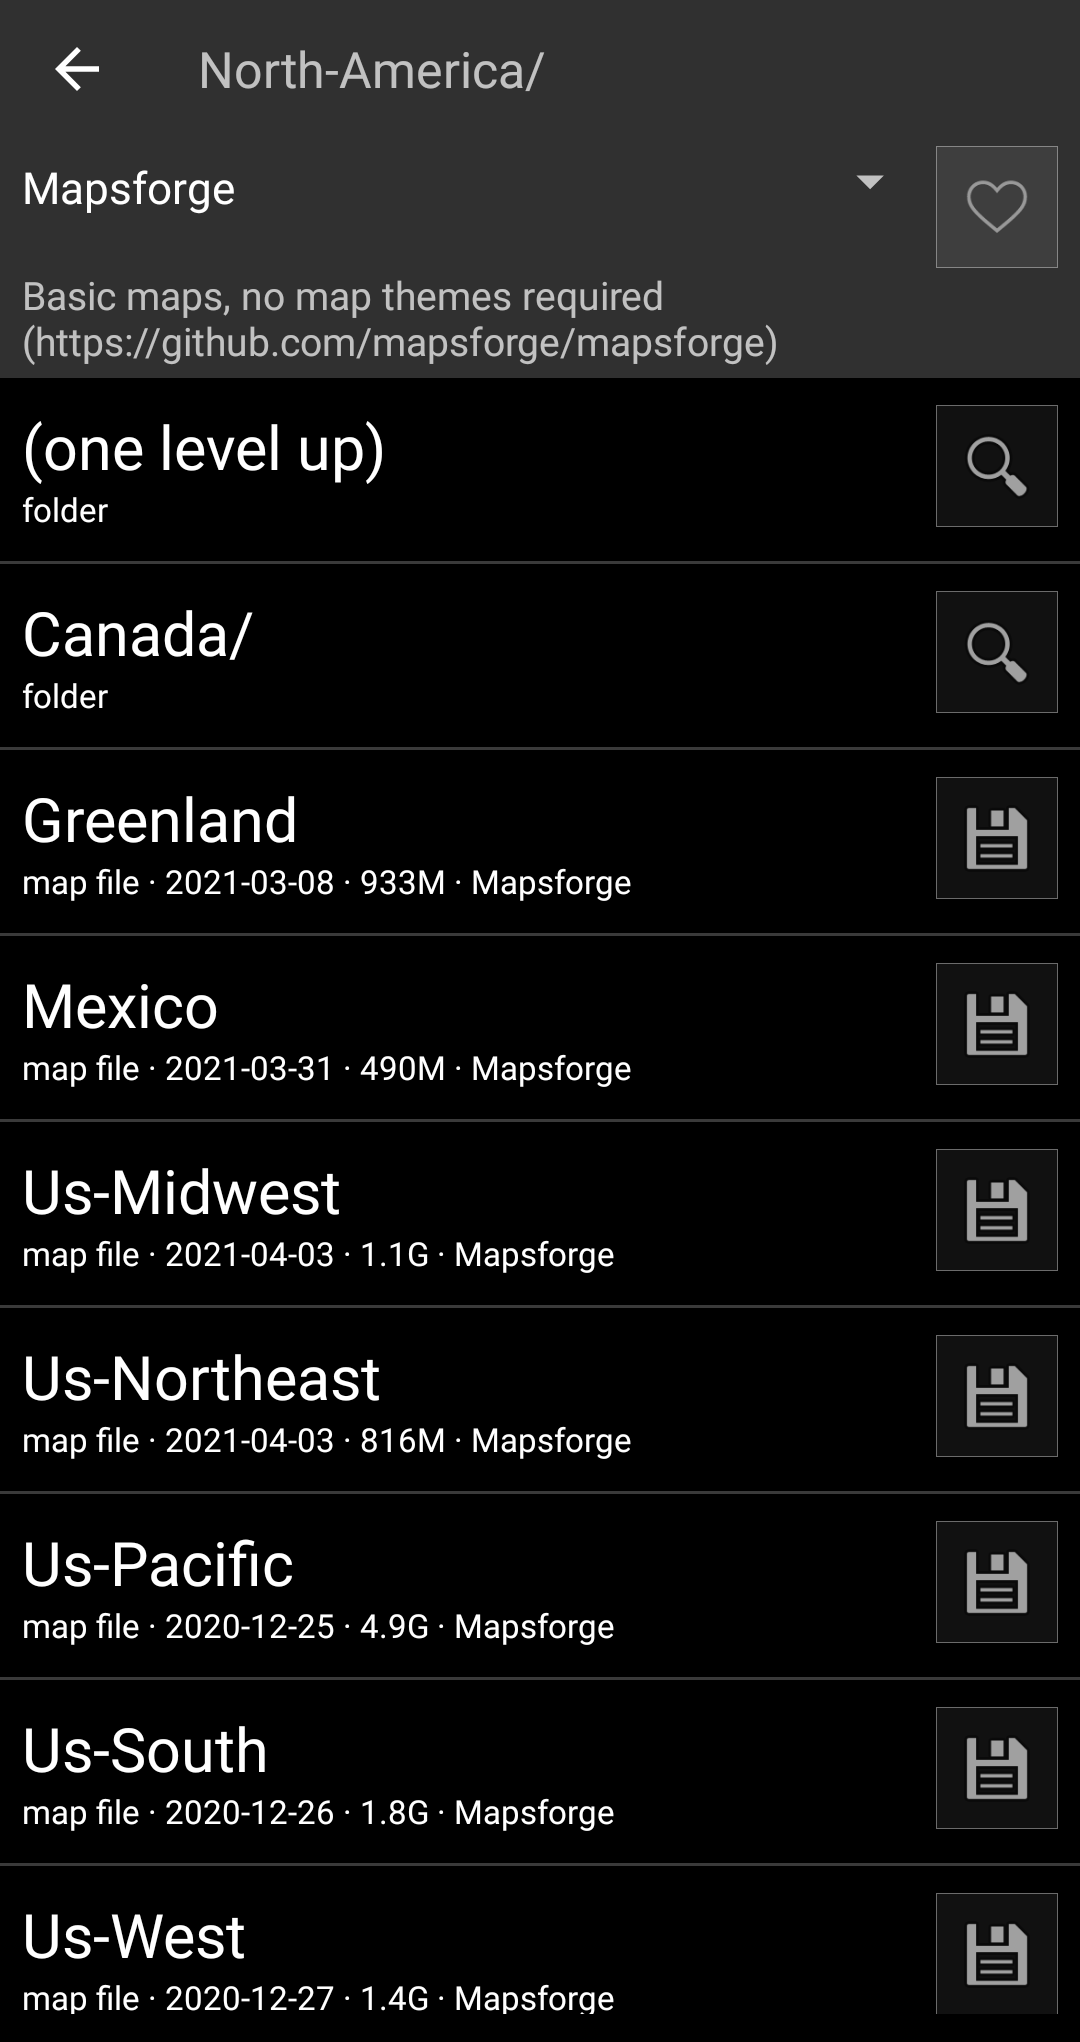 North-America/
Mapsforge
Basic maps, no map themes required
(https://github.com/mapsforge/mapsforge)
(one level up)
folder
Canada/
folder
Greenland
map file · 2021-03-08 · 933M · Mapsforge
Mexico
map file · 2021-03-31 · 490M · Mapsforge
Us-Midwest
map file · 2021-04-03 · 1.1G · Mapsforge
Us-Northeast
map file · 2021-04-03 · 816M · Mapsforge
Us-Pacific
map file · 2020-12-25 · 4.9G · Mapsforge
Us-South
map file · 2020-12-26 · 1.8G · Mapsforge
Us-West
map file · 2020-12-27 · 1.4G · Mapsforge